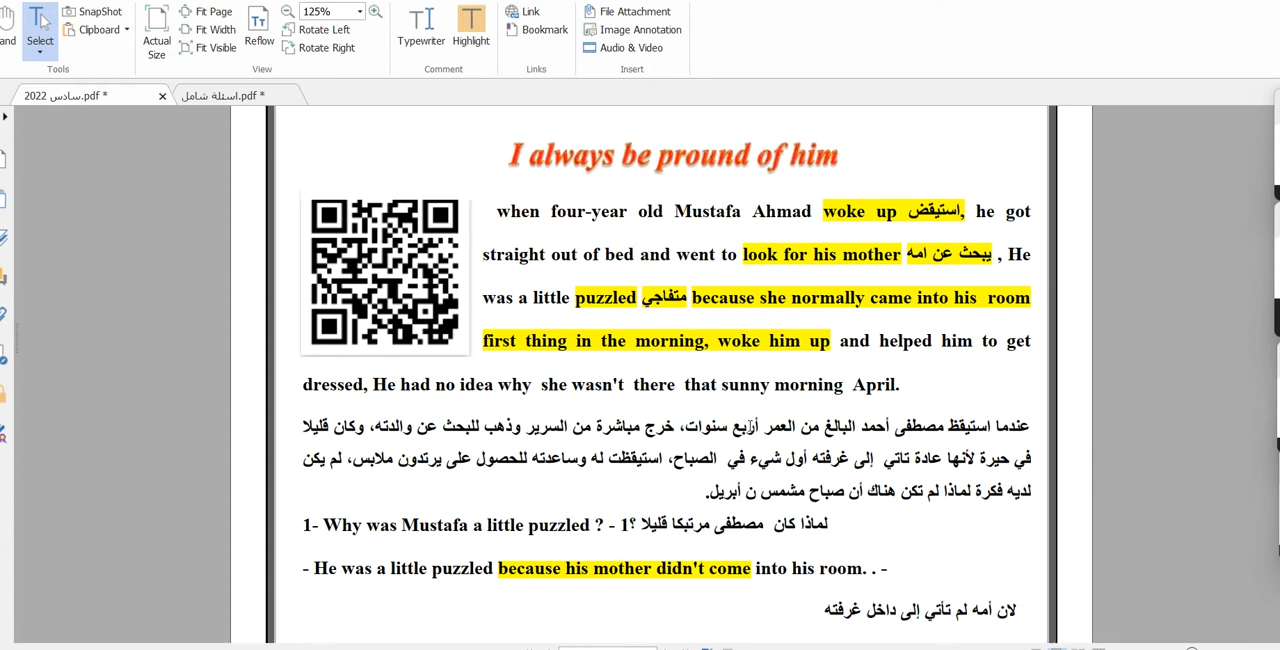 SnapShot
Clipboard
and
Select
Actual
Size
Fit Page
Fit Width
Fit Visible
Reflow
125%
Rotate Left
Rotate Right
Typewriter
Highlight
Link
Bookmark
File Attachment
Image Annotation
Audio & Video
Tools
View
Comment
Links
Insert
سادس 2022.pdf *
اسئلة شامل.pdf *
I always be pround of him
when four-year old Mustafa Ahmad woke up استيقض, he got
straight out of bed and went to look for his mother يبحث عن امه , He
was a little puzzled متفاجي because she normally came into his room
first thing in the morning, woke him up and helped him to get
dressed, He had no idea why she wasn't there that sunny morning April.
عندما استيقظ مصطفى أحمد البالغ من العمر أربع سنوات، خرج مباشرة من السرير وذهب للبحث عن والدته، وكان قليلا
في حيرة لأنها عادة تاتي إلى غرفته أول شيء في الصباح، استيقظت له وساعدته للحصول على يرتدون ملابس، لم يكن
لديه فكرة لماذا لم تكن هناك أن صباح مشمس ن أبريل.
1- Why was Mustafa a little puzzled ? - 1لماذا كان مصطفى مرتبكا قليلا ؟
- He was a little puzzled because his mother didn't come into his room. . -
لان أمه لم تأتي إلى داخل غرفته